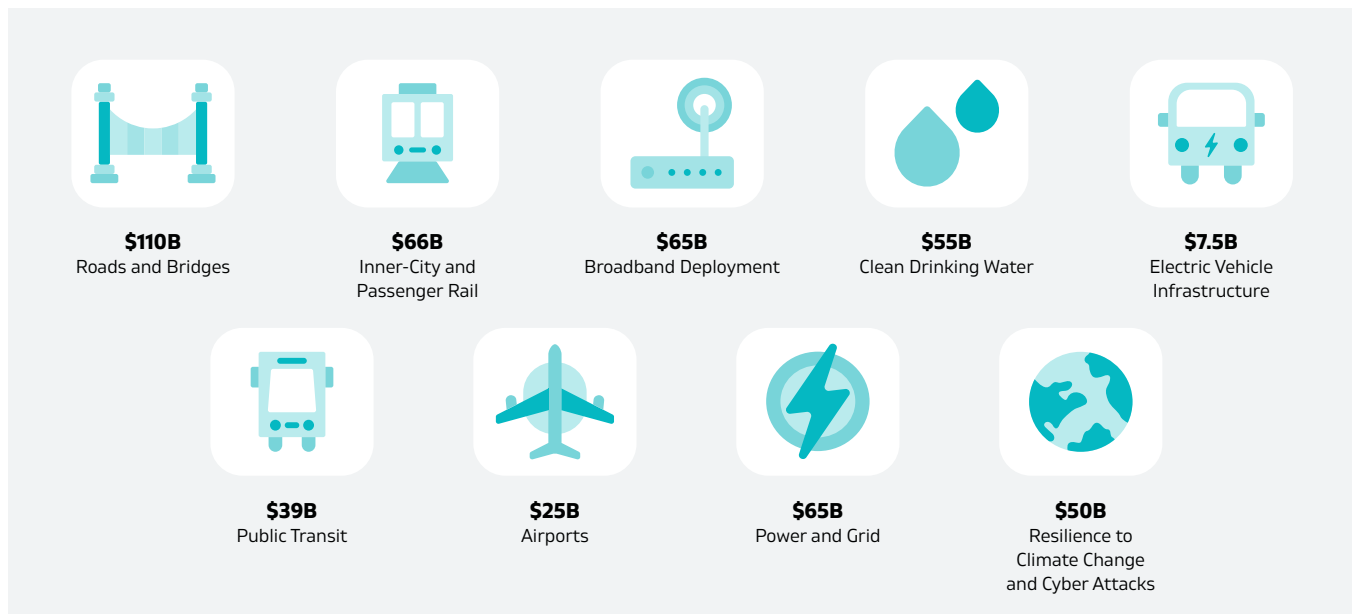 $110B
Roads and Bridges
$66B
Inner-City and
Passenger Rail
$65B
Broadband Deployment
$55B
Clean Drinking Water
$7.5B
Electric Vehicle
Infrastructure
$39B
Public Transit
$25B
Airports
$65B
Power and Grid
$50B
Resilience to
Climate Change
and Cyber Attacks